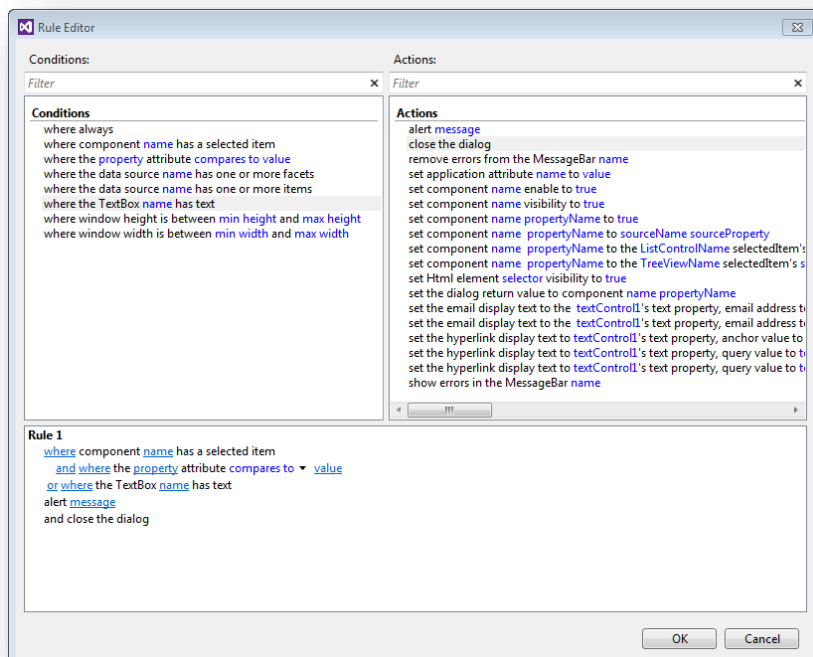 Rule Editor
Conditions:
Actions:
Filter
Filter
Conditions
where always
where component name has a selected item
where the property attribute compares to value
where the data source name has one or more facets
where the data source name has one or more items
where the TextBox name has text
where window height is between min height and max height
where window width is between min width and max width
Actions
alert message
close the dialog
remove errors from the MessageBar name
set application attribute name to value
set component name enable to true
set component name visibility to true
set component name propertyName to true
set component name propertyName to sourceName sourceProperty
set component name propertyName to the ListControlName selectedItem's
set component name propertyName to the TreeViewName selectedItem's s
set Html element selector visibility to true
set the dialog return value to component name propertyName
set the email display text to the textControl1's text property, email address to
set the email display text to the textControl1's text property, email address to
set the hyperlink display text to textControl1's text property, anchor value to
set the hyperlink display text to textControl1's text property, query value to t
set the hyperlink display text to textControl1's text property, query value to t
show errors in the MessageBar name
Rule 1
where component name has a selected item
and where the property attribute compares to value
or where the TextBox name has text
alert message
and close the dialog
OK
Cancel